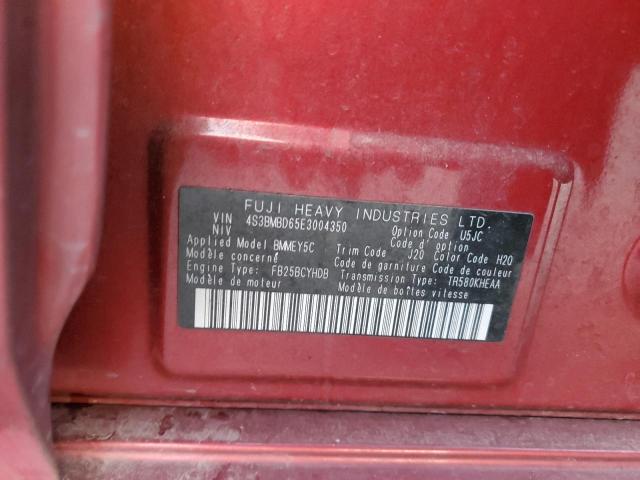 FUJI HEAVY INDUSTRIES LTD.
VIN 4S3BMBD65E3004350 Option Code U5JC
NIV Code d' option
Applied Model BMMEY5C Trim Code J20 Color Code H2Q
Modèle concerné Code de garniture Code de couleur
Engine Type: FB25BCYHDB Transmission Type: TR580KHEAA
Modèle de moteur Modèle de boîtes vitesse